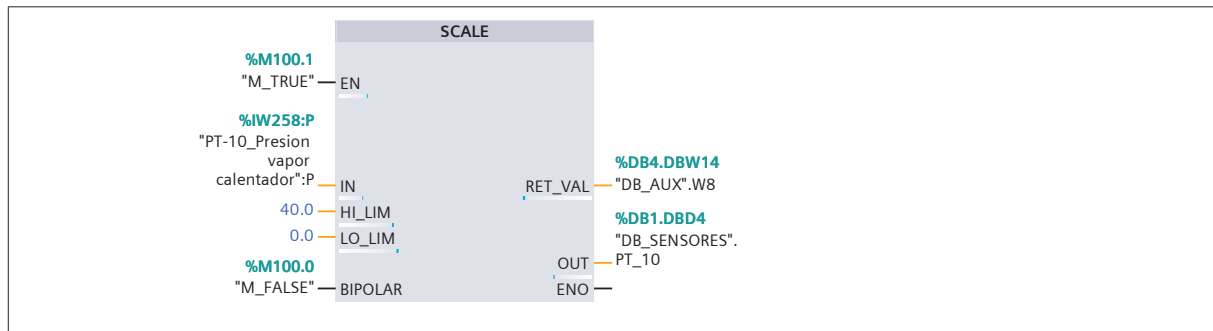 SCALE
%M100.1
"M_TRUE"
EN
%IW258:P
"PT-10_Presion
vapor
calentador":P
IN
40.0
HI_LIM
0.0
LO_LIM
%M100.0
"M_FALSE"
BIPOLAR
%DB4.DBW14
RET_VAL
"DB_AUX".W8
%DB1.DBD4
"DB_SENSORES".
OUT
PT_10
ENO